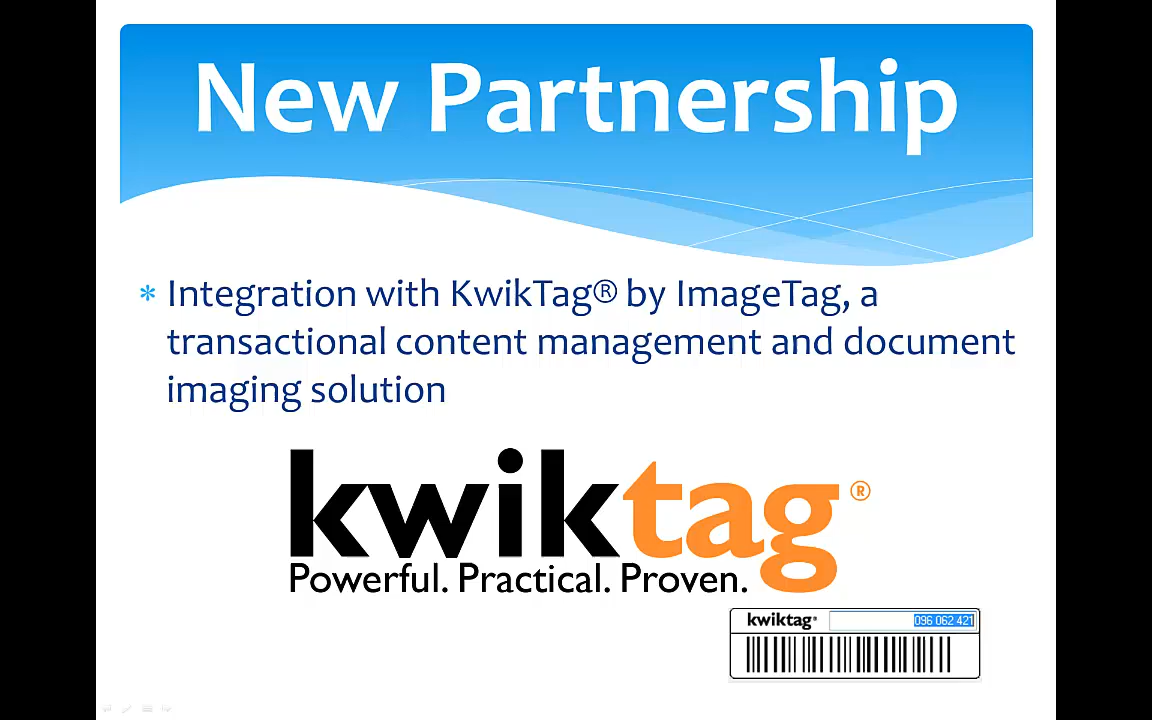 New Partnership
* Integration with KwikTag® by ImageTag, a
transactional content management and document
imaging solution
kwiktag®
Powerful. Practical. Proven.
kwiktag® 096 062 421